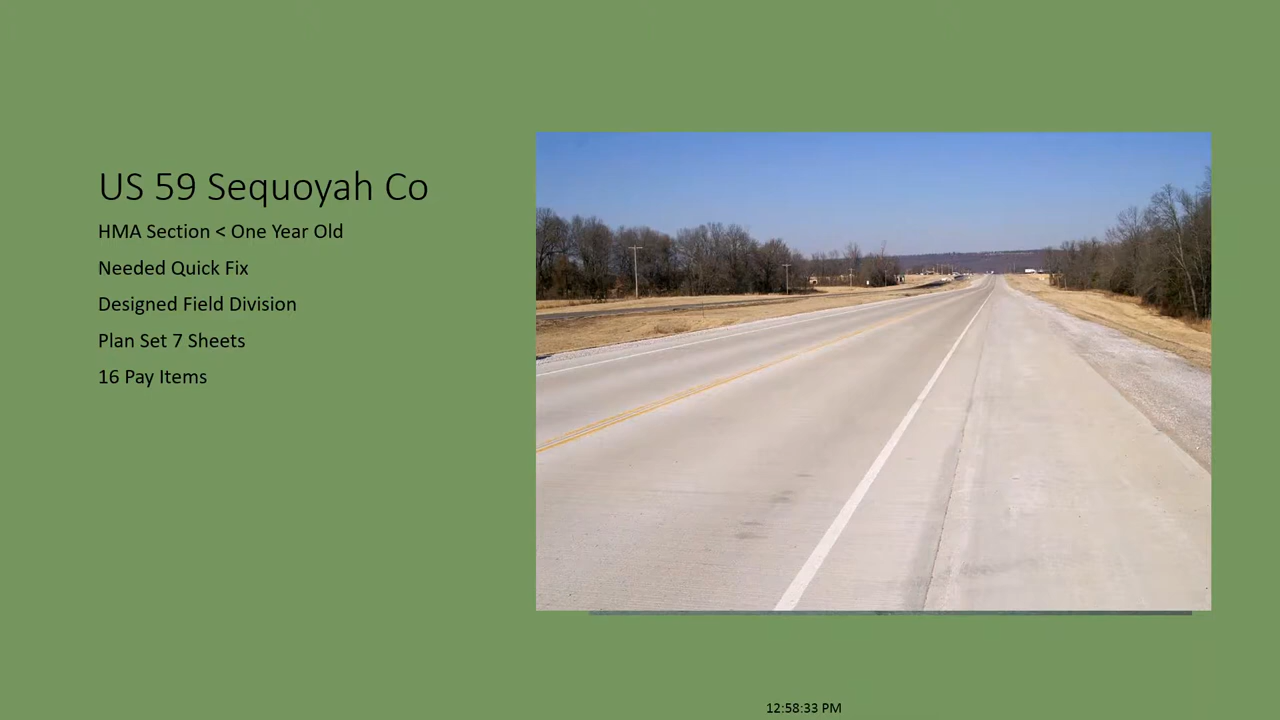 US 59 Sequoyah Co
HMA Section < One Year Old
Needed Quick Fix
Designed Field Division
Plan Set 7 Sheets
16 Pay Items
12:58:33 PM